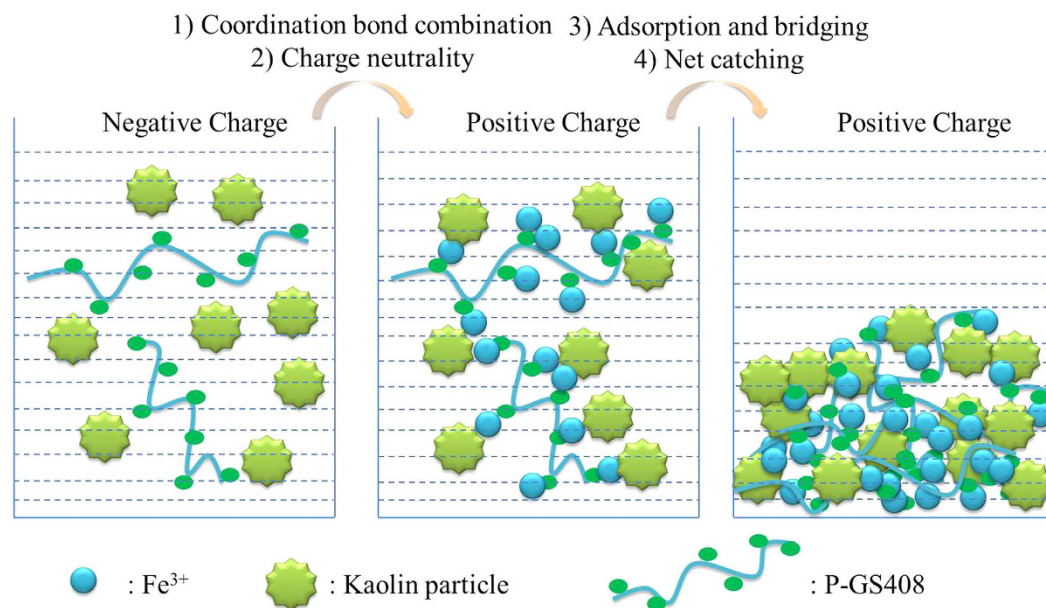 1) Coordination bond combination
2) Charge neutrality
3) Adsorption and bridging
4) Net catching
Negative Charge
Positive Charge
Positive Charge
: Fe³⁺
: Kaolin particle
: P-GS408